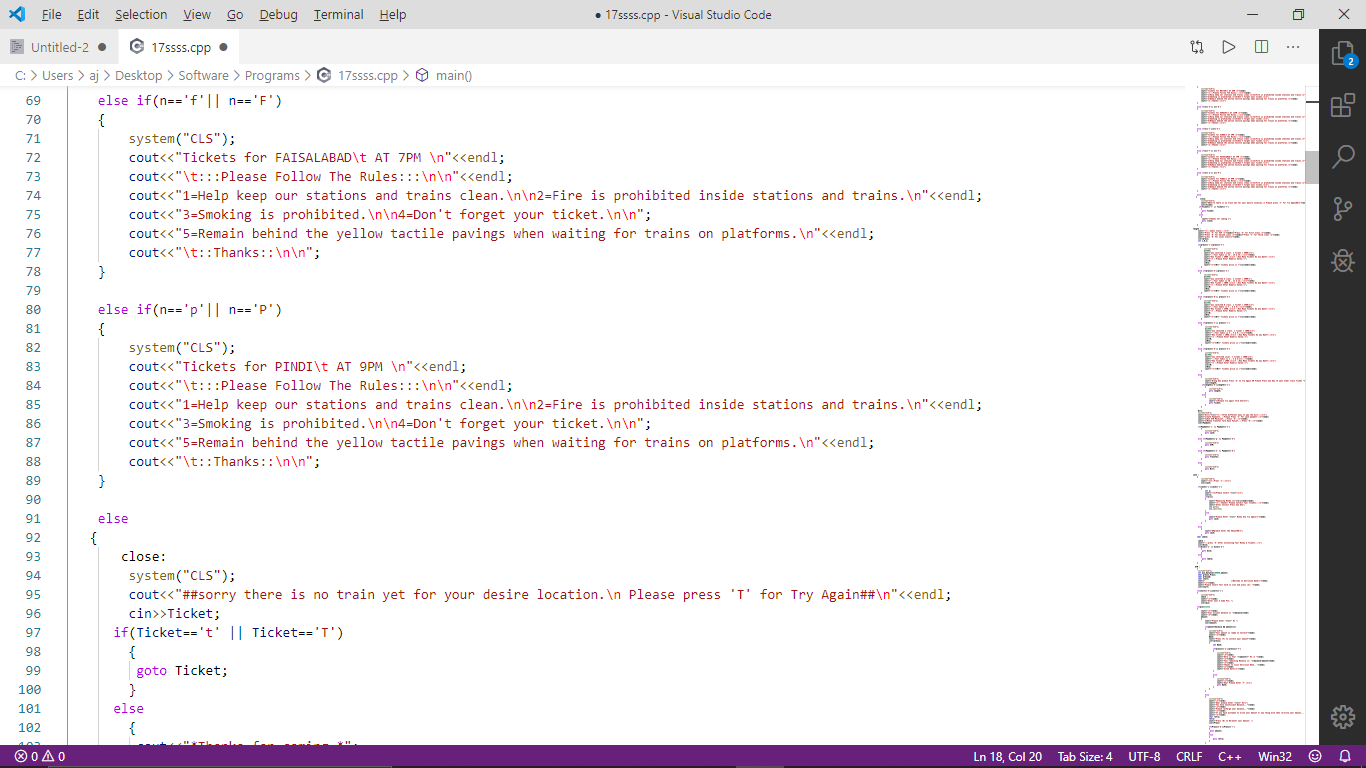 File Edit Selection View Go Debug Terminal Help
● 17ssss.cpp - Visual Studio Code
Untitled-2 ● 17ssss.cpp ●
C: > Users > aj > Desktop > Software > Programs > 17ssss.cpp > main()
69 else if(n=='f'|| n=='F')
70 {
71 system("CLS");
72 cout<<"Tickets for FAISALABAD\t AT 7PM \n"<<endl;
73 cout<<"\t:::Please Follow The Rules:::\n\n"<<endl;
74 cout<<"1=Help keep our stations and trains clean.\n\n2=Fire is prohibited inside stations and trains.\n"<<endl;
75 cout<<"3=Smoking is prohibited.\n\n4=Don't forget your ticket.\n\n";
76 cout<<"5=Remain behind the yellow tactile pavings when waiting for trains on platforms.\n"<<endl;
77 cout<<"\t::Thanks::\n\n";
78 }
79
80 else if(n=='p'|| n=='P')
81 {
82 system("CLS");
83 cout<<"Tickets for PINDI\t AT 9PM \n"<<endl;
84 cout<<"\t:::Please Follow The Rules:::\n\n"<<endl;
85 cout<<"1=Help keep our stations and trains clean.\n\n2=Fire is prohibited inside stations and trains.\n"<<endl;
86 cout<<"3=Smoking is prohibited.\n\n4=Don't forget your ticket.\n\n";
87 cout<<"5=Remain behind the yellow tactile pavings when waiting for trains on platforms.\n"<<endl;
88 cout<<"\t::Thanks::\n\n";
89 }
90
91 else
92 {
93 close:
94 system("CLS");
95 cout<<"##sorry there is no train yet for your desire location.\n Please press 'T' for Try Again##\n"<<endl;
96 cin>>Ticket;
97 if(Ticket=='t' || Ticket=='T')
98 {
99 goto Ticket;
100 }
101 else
102 {
2
0 0 Ln 18, Col 20 Tab Size: 4 UTF-8 CRLF C++ Win32